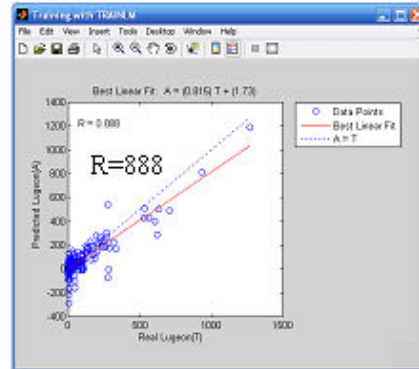 Training with TRAINLM
File Edit View Insert Tools Desktop Window Help
Best Linear Fit: A = (0.815) T + (1.73)
1400
1200
1000
800
600
400
200
0
-200
-400
R = 0.888
R=888
Predicted Lugeon(A)
Data Points
Best Linear Fit
A = T
0 500 1000 1500
Real Lugeon(T)